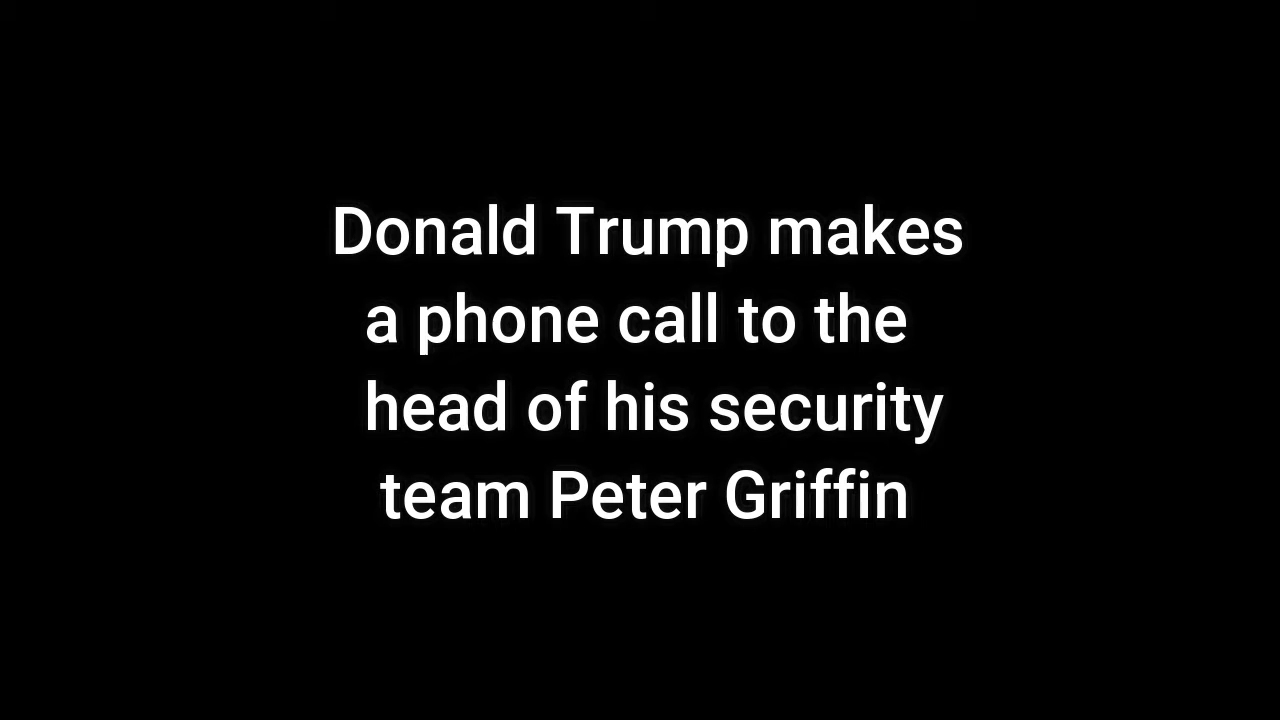 Donald Trump makes
a phone call to the
head of his security
team Peter Griffin